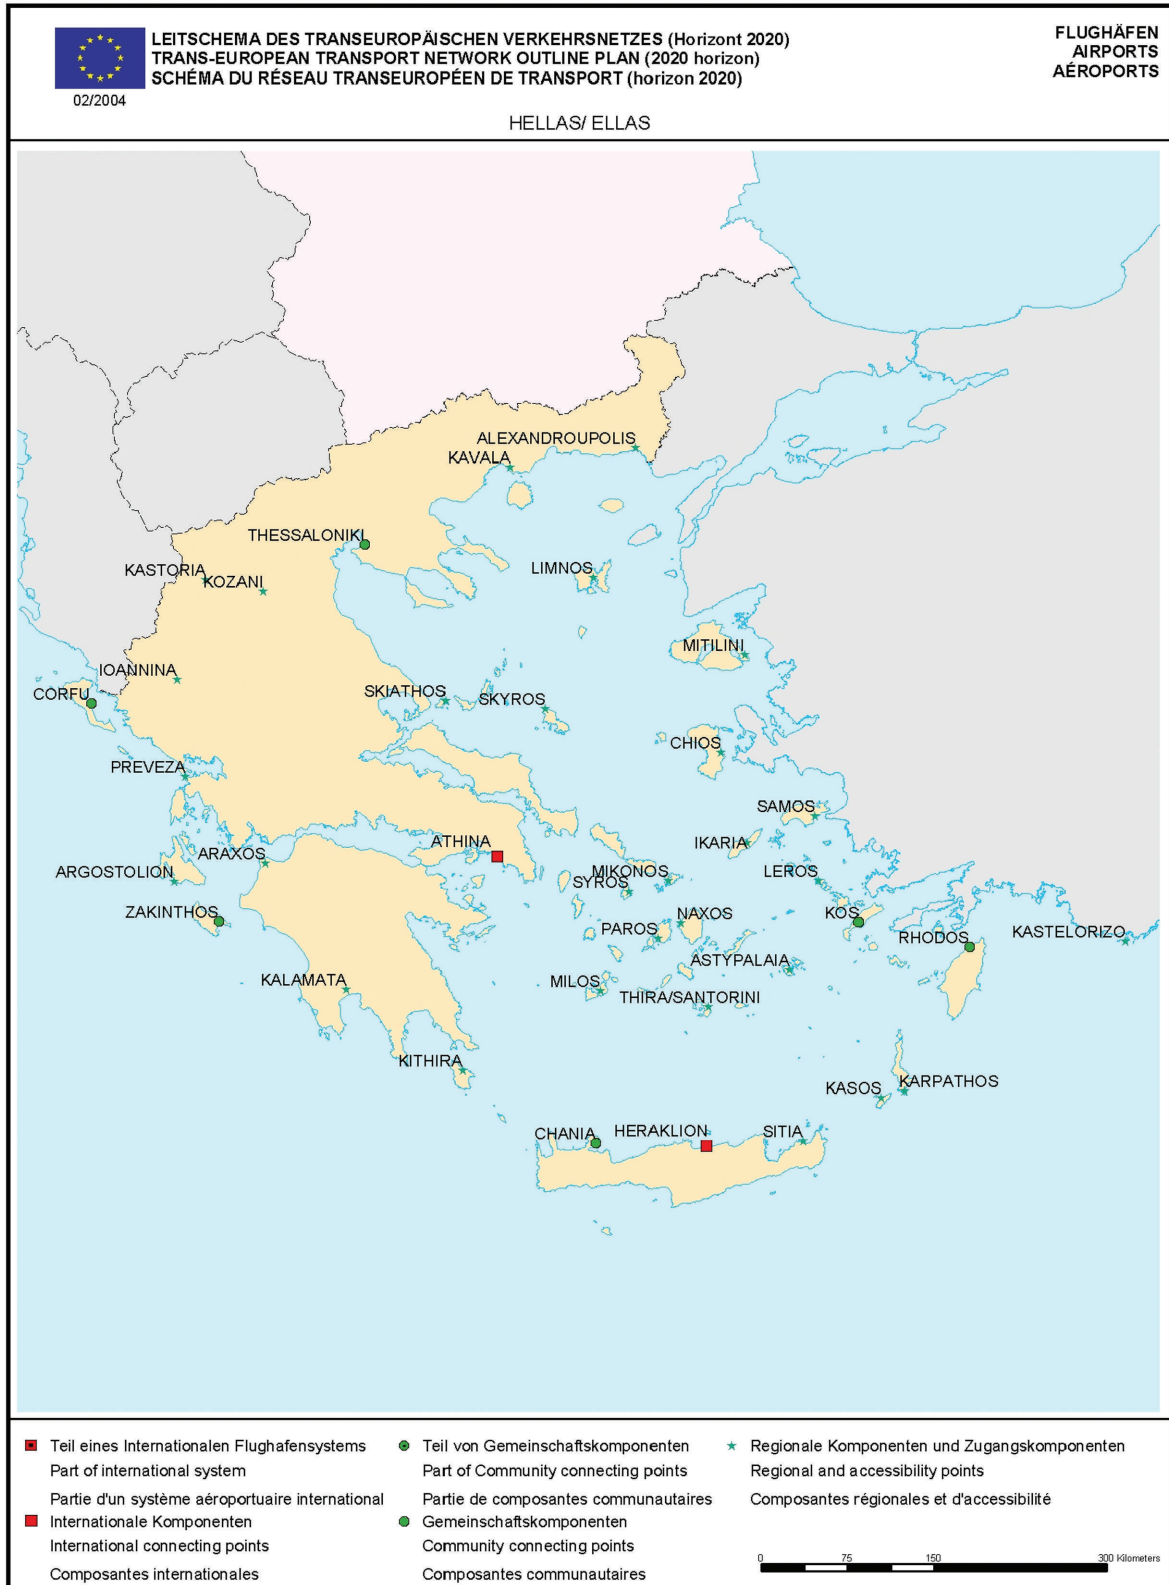 LEITSCHEMA DES TRANSEUROPÄISCHEN VERKEHRSNETZES (Horizont 2020)
TRANS-EUROPEAN TRANSPORT NETWORK OUTLINE PLAN (2020 horizon)
SCHÉMA DU RÉSEAU TRANSEUROPÉEN DE TRANSPORT (horizon 2020)
FLUGHÄFEN
AIRPORTS
AÉROPORTS
02/2004
HELLAS/ ELLAS
ALEXANDROUPOLIS
KAVALA
THESSALONIKI
KASTORIA
KOZANI
LIMNOS
MITILINI
IOANNINA
CORFU
SKIATHOS
SKYROS
CHIOS
PREVEZA
SAMOS
ATHINA
IKARIA
ARAXOS
ARGOSTOLION
MIKONOS
LEROS
SYROS
ZAKINTHOS
NAXOS
KOS
PAROS
RHODOS
KASTELORIZO
ASTYPALAIA
KALAMATA
MILOS
THIRA/SANTORINI
KITHIRA
KARPATHOS
KASOS
CHANIA
HERAKLION
SITIA
Teil eines Internationalen Flughafensystems
Part of international system
Partie d'un système aéroportuaire international
Internationale Komponenten
International connecting points
Composantes internationales
Teil von Gemeinschaftskomponenten
Part of Community connecting points
Partie de composantes communautaires
Gemeinschaftskomponenten
Community connecting points
Composantes communautaires
Regionale Komponenten und Zugangskomponenten
Regional and accessibility points
Composantes régionales et d'accessibilité
0 75 150 300 Kilometers